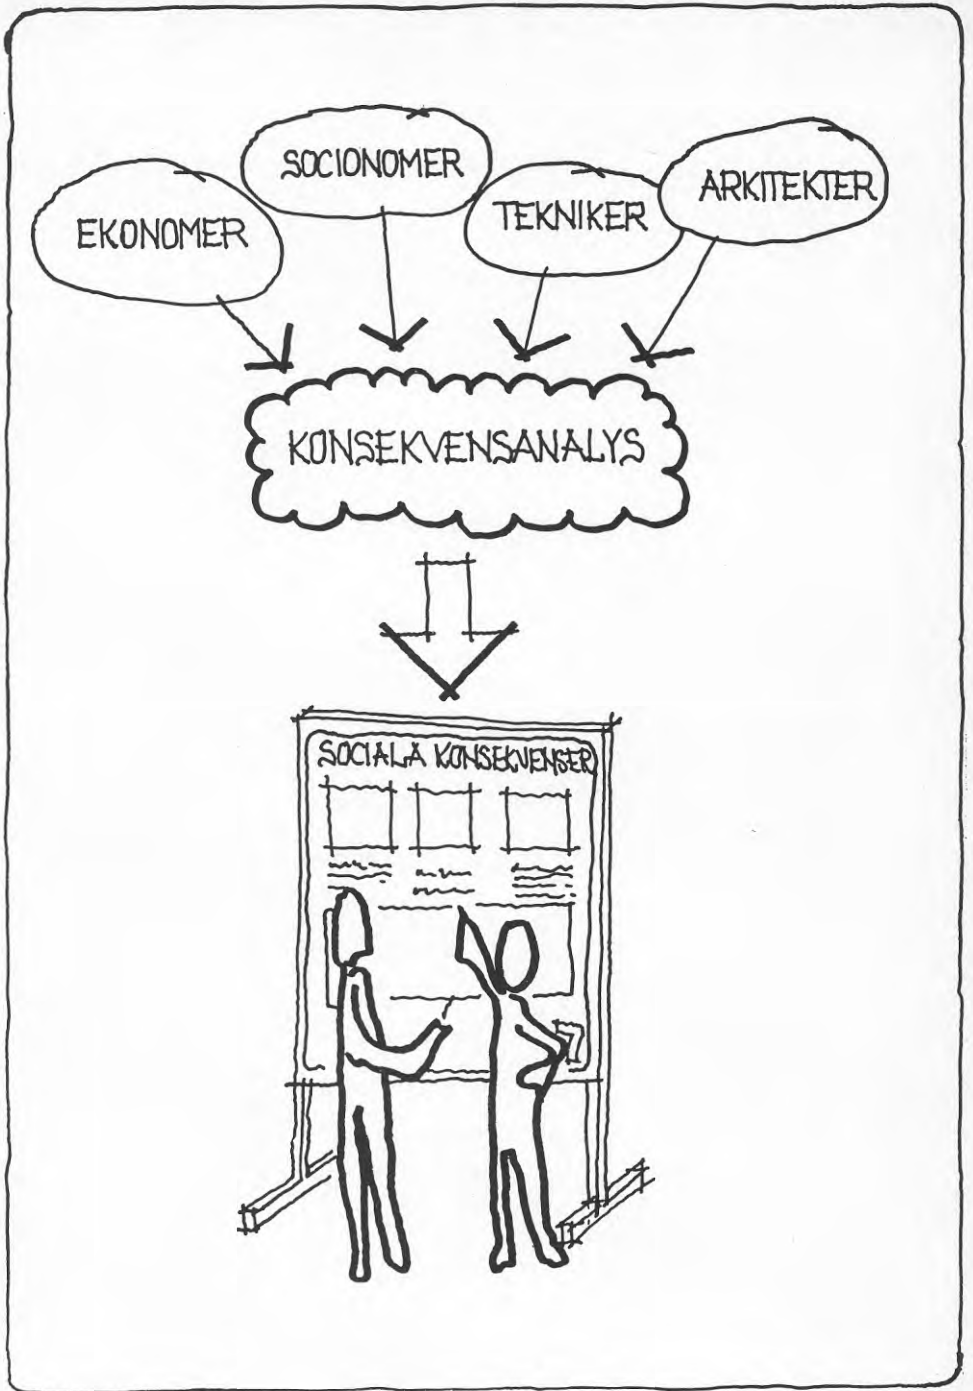 SOCIONOMER
ARKITEKTER
EKONOMER
TEKNIKER
KONSEKVENSANALYS
SOCIALA KONSEKVENSER